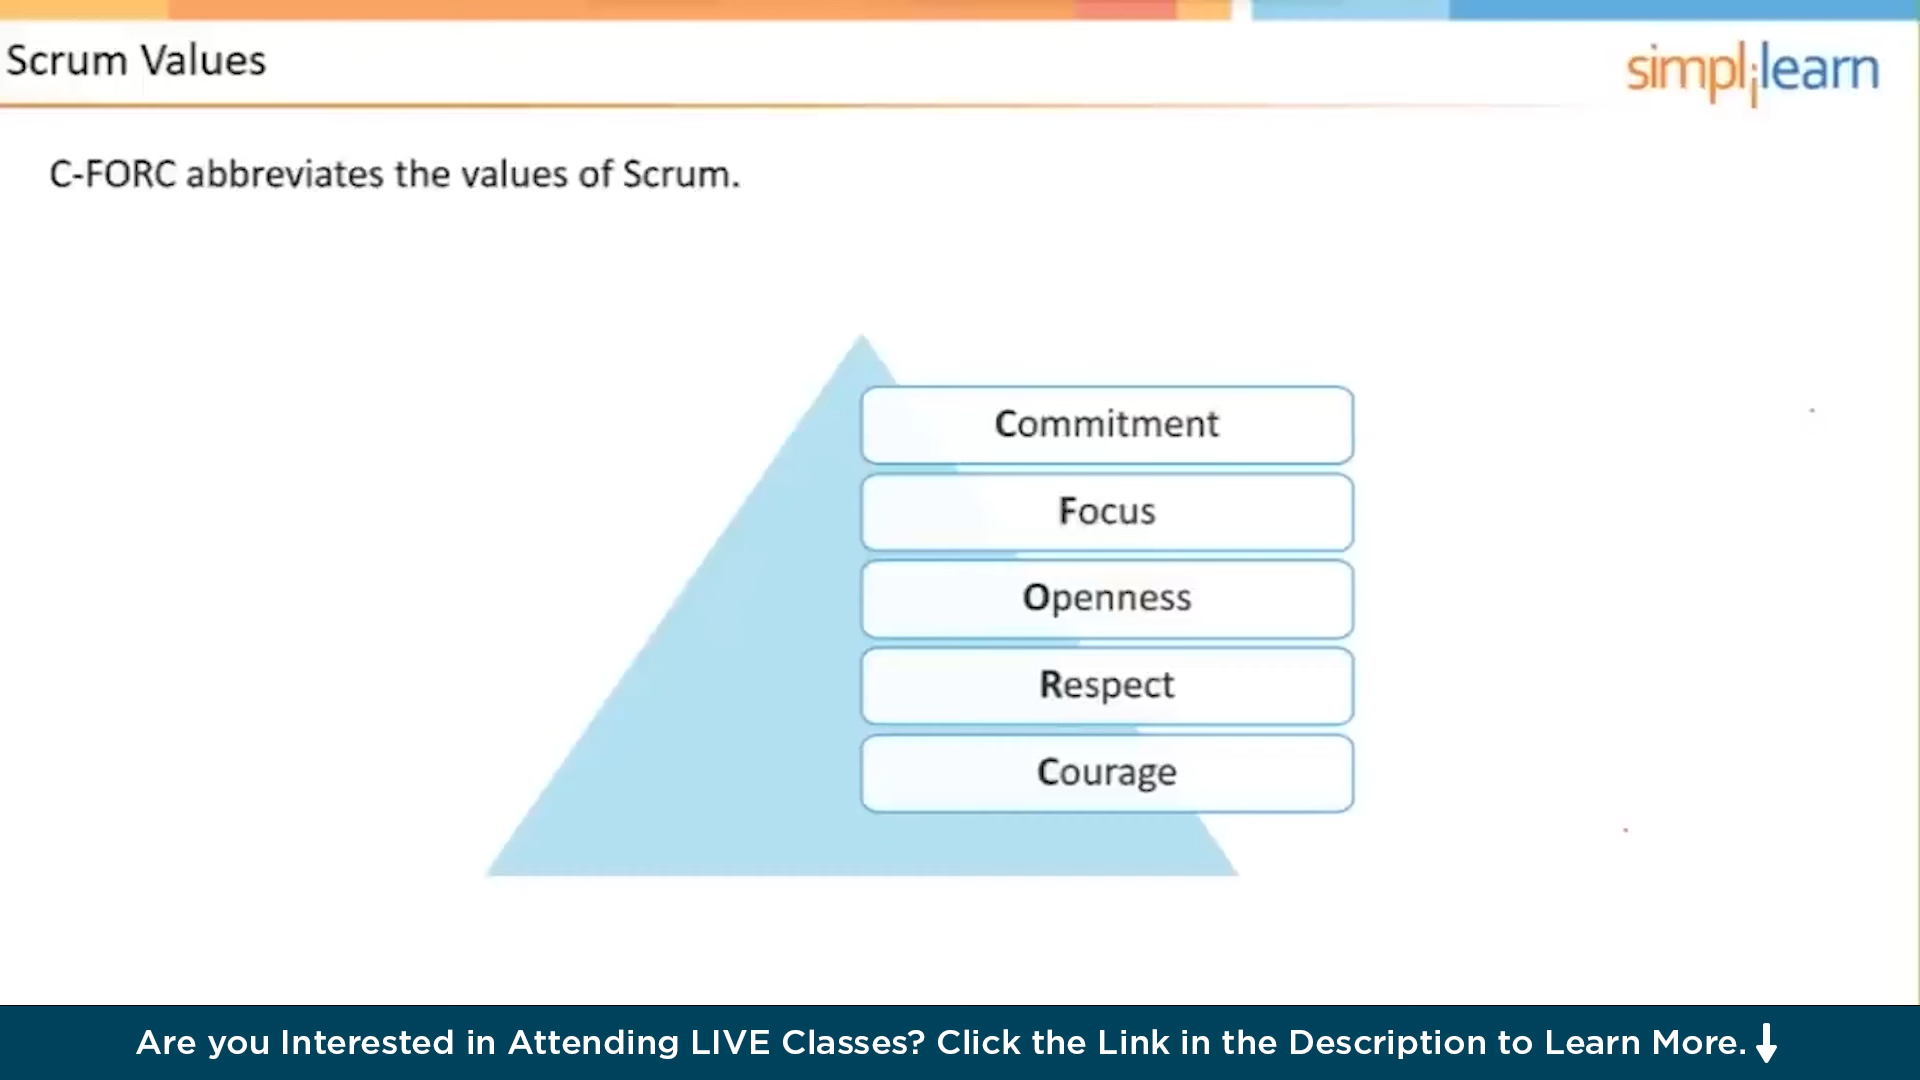 Scrum Values
simplilearn
C-FORC abbreviates the values of Scrum.
Commitment
Focus
Openness
Respect
Courage
Are you Interested in Attending LIVE Classes? Click the Link in the Description to Learn More.